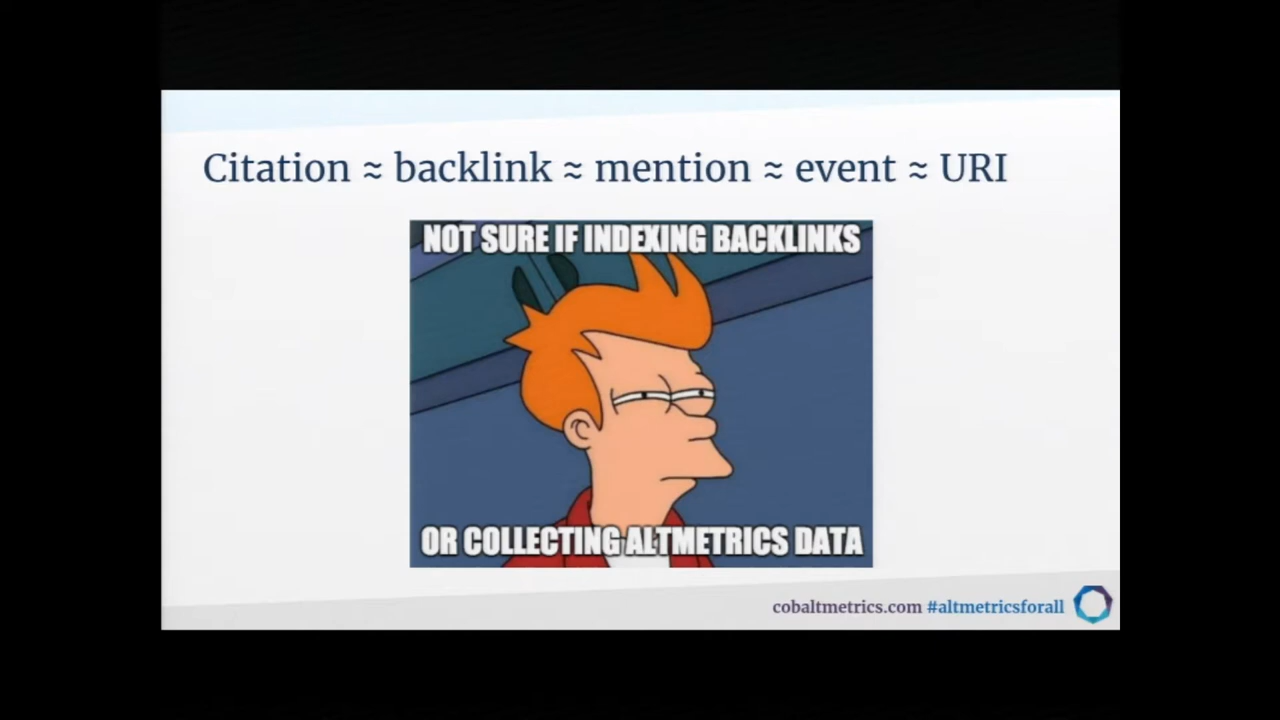 Citation ≈ backlink ≈ mention ≈ event ≈ URI
NOT SURE IF INDEXING BACKLINKS
OR COLLECTING ALTMETRICS DATA
cobaltmetrics.com #altmetricsforall